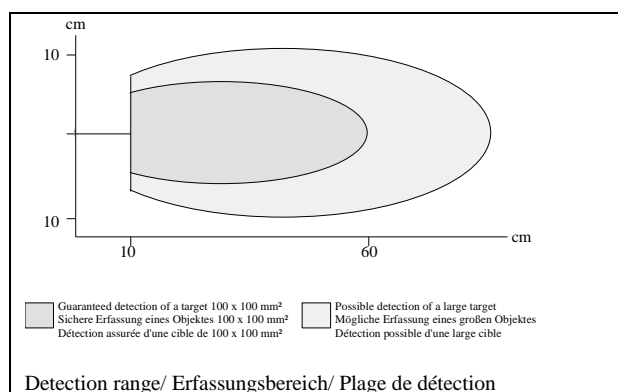 cm
10
10
cm
10
60
Guaranteed detection of a target 100 x 100 mm²
Sichere Erfassung eines Objektes 100 x 100 mm²
Détection assurée d'une cible de 100 x 100 mm²
Possible detection of a large target
Mögliche Erfassung eines großen Objektes
Détection possible d'une large cible
Detection range/ Erfassungsbereich/ Plage de détection